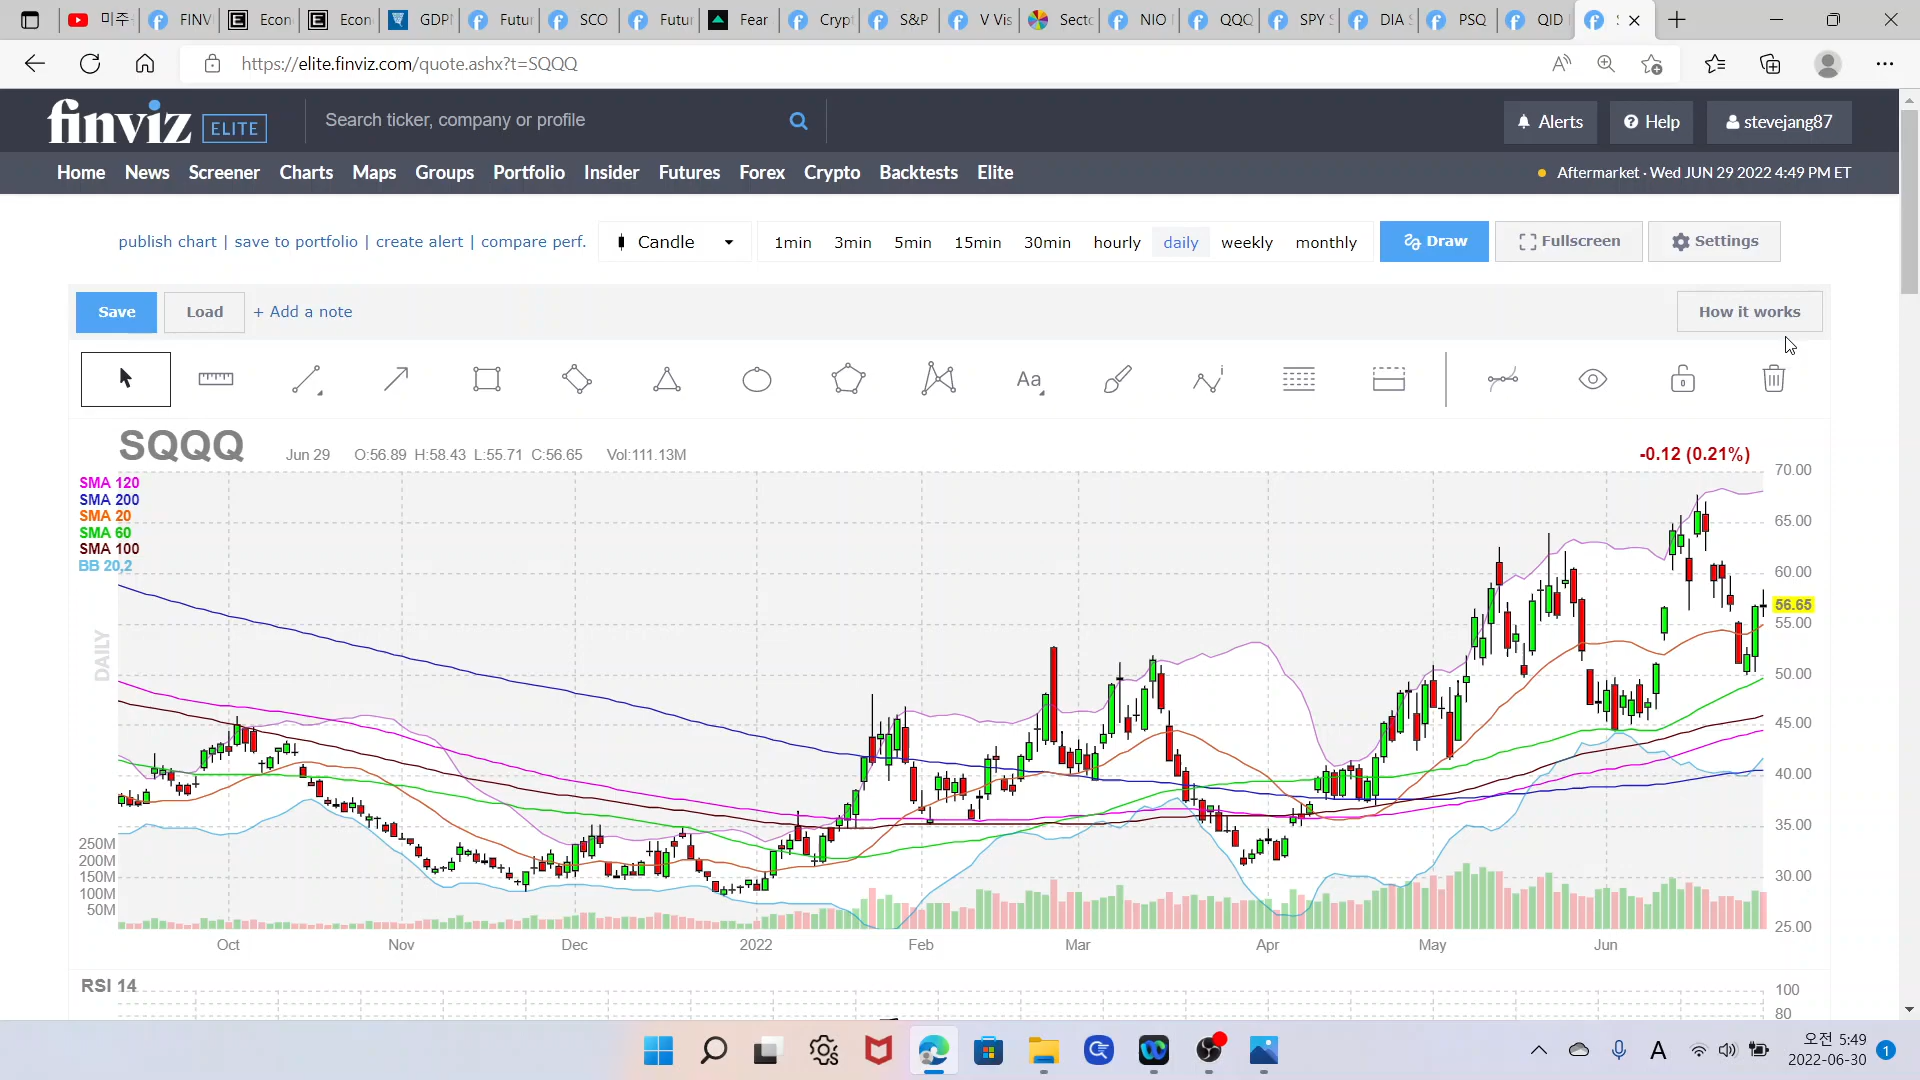 미주
FINV
Econ
Econ
GDPN
Futur
SCO
Futur
Fear
Cryp
S&P
V Vis
Secto
NIO
QQQ
SPY S
DIA S
PSQ
QID
https://elite.finviz.com/quote.ashx?t=SQQQ
finviz ELITE
Search ticker, company or profile
Alerts
Help
stevejang87
Home News Screener Charts Maps Groups Portfolio Insider Futures Forex Crypto Backtests Elite
Aftermarket · Wed JUN 29 2022 4:49 PM ET
publish chart | save to portfolio | create alert | compare perf.
Candle
1min 3min 5min 15min 30min hourly daily weekly monthly
Draw
Fullscreen
Settings
Save
Load
+ Add a note
How it works
Aa
SQQQ
Jun 29 O:56.89 H:58.43 L:55.71 C:56.65 Vol:111.13M
-0.12 (0.21%)
SMA 120
SMA 200
SMA 20
SMA 60
SMA 100
BB 20,2
DAILY
70.00
65.00
60.00
56.65
55.00
50.00
45.00
40.00
35.00
30.00
25.00
250M
200M
150M
100M
50M
Oct Nov Dec 2022 Feb Mar Apr May Jun
RSI 14
100
80
A
오전 5:49
2022-06-30
1